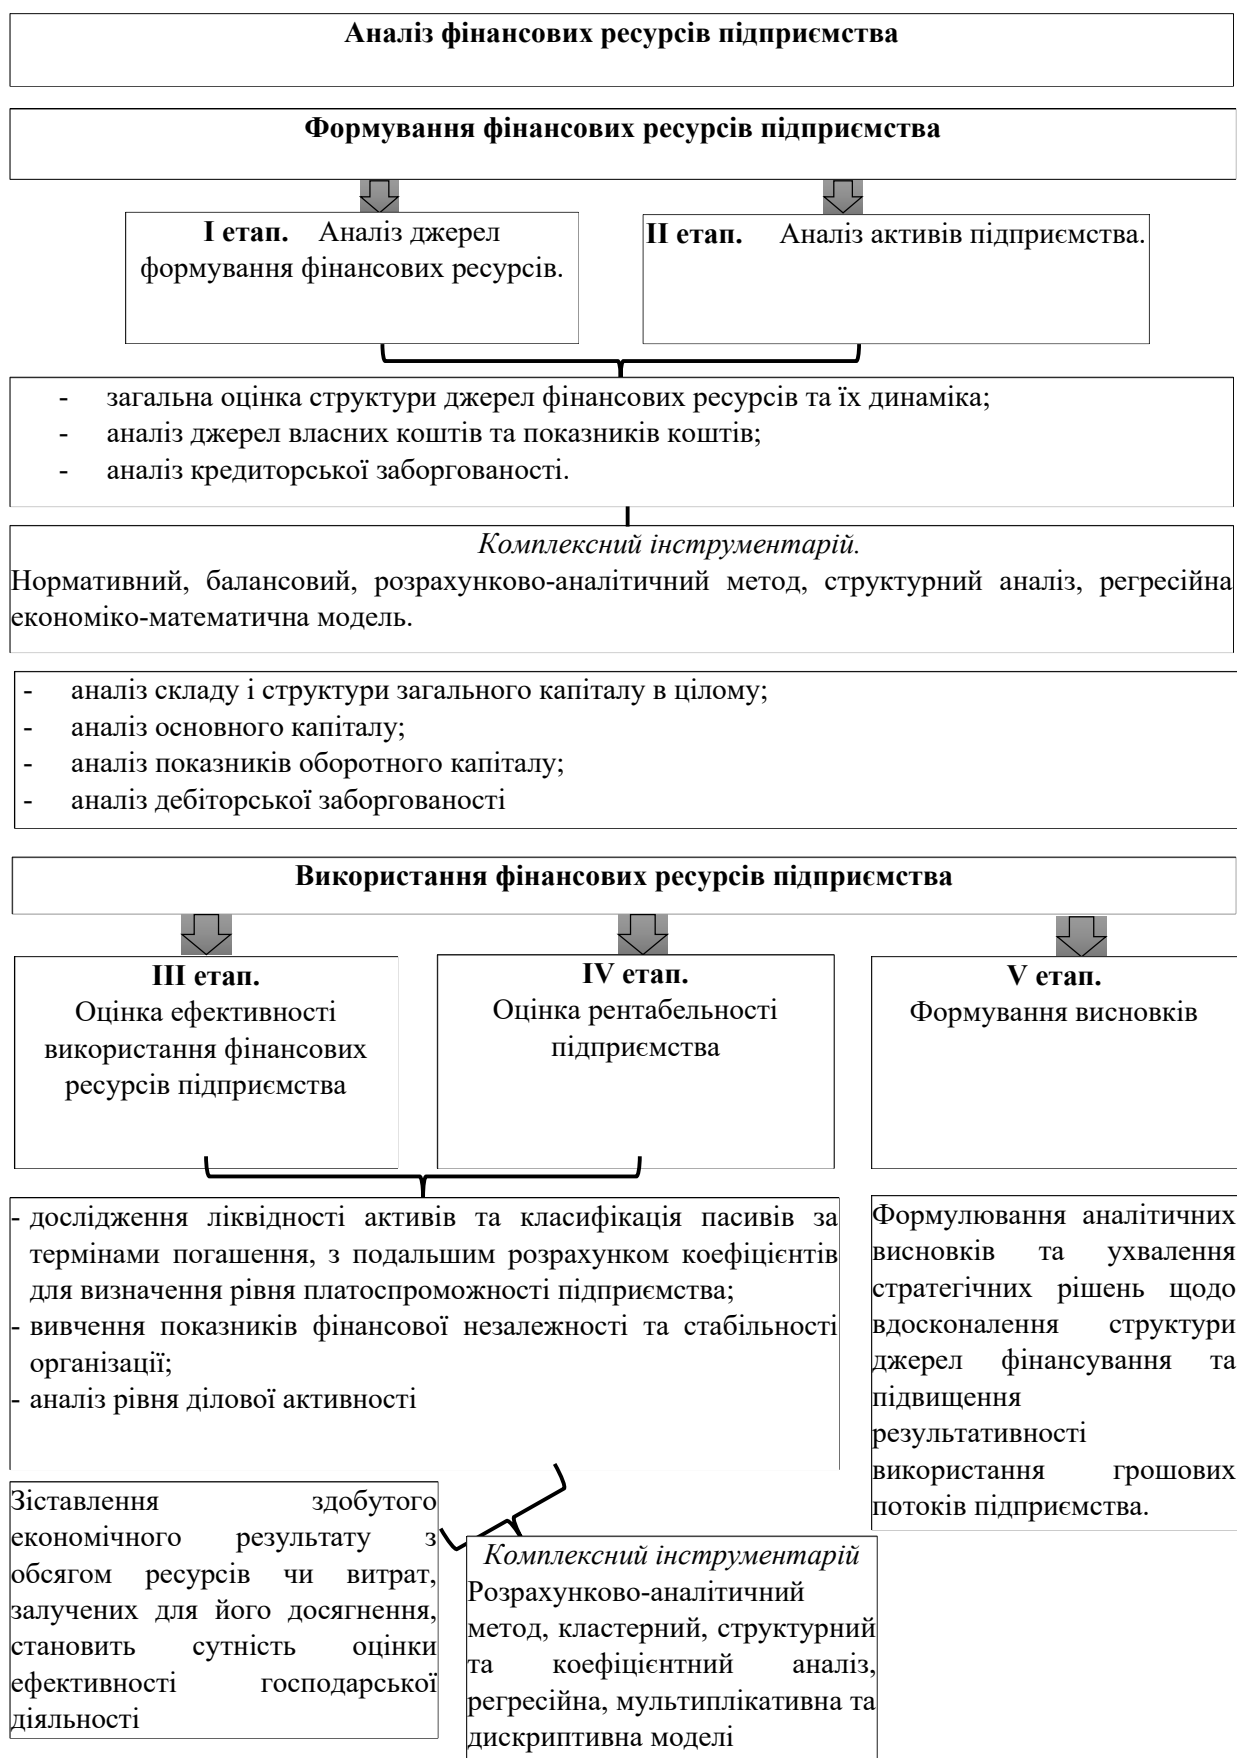 Аналіз фінансових ресурсів підприємства
Формування фінансових ресурсів підприємства
І етап. Аналіз джерел
формування фінансових ресурсів.
ІІ етап. Аналіз активів підприємства.
- загальна оцінка структури джерел фінансових ресурсів та їх динаміка;
- аналіз джерел власних коштів та показників коштів;
- аналіз кредиторської заборгованості.
Комплексний інструментарій.
Нормативний, балансовий, розрахунково-аналітичний метод, структурний аналіз, регресійна
економіко-математична модель.
- аналіз складу і структури загального капіталу в цілому;
- аналіз основного капіталу;
- аналіз показників оборотного капіталу;
- аналіз дебіторської заборгованості
Використання фінансових ресурсів підприємства
ІІІ етап.
Оцінка ефективності
використання фінансових
ресурсів підприємства
ІV етап.
Оцінка рентабельності
підприємства
V етап.
Формування висновків
- дослідження ліквідності активів та класифікація пасивів за
термінами погашення, з подальшим розрахунком коефіцієнтів
для визначення рівня платоспроможності підприємства;
- вивчення показників фінансової незалежності та стабільності
організації;
- аналіз рівня ділової активності
Формулювання аналітичних
висновків та ухвалення
стратегічних рішень щодо
вдосконалення структури
джерел фінансування та
підвищення
результативності
використання грошових
потоків підприємства.
Зіставлення здобутого
економічного результату з
обсягом ресурсів чи витрат,
залучених для його досягнення,
становить сутність оцінки
ефективності господарської
діяльності
Комплексний інструментарій
Розрахунково-аналітичний
метод, кластерний, структурний
та коефіцієнтний аналіз,
регресійна, мультиплікативна та
дискриптивна моделі